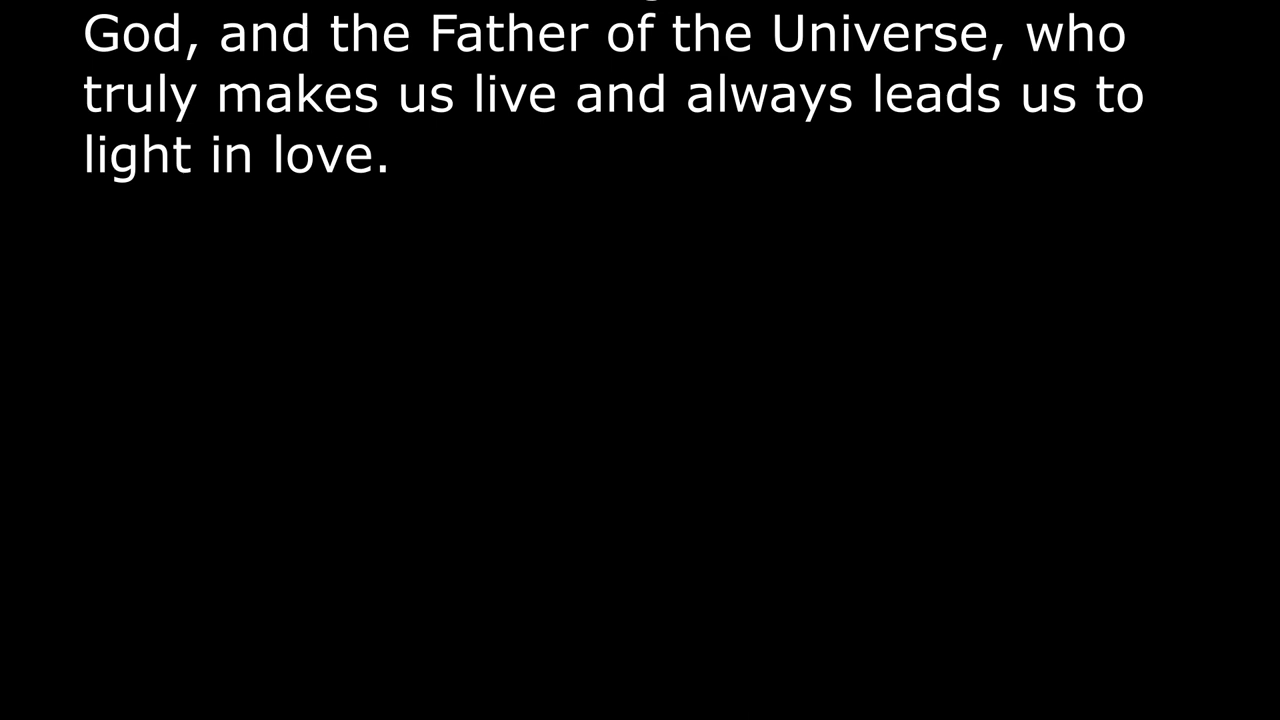 God, and the Father of the Universe, who
truly makes us live and always leads us to
light in love.